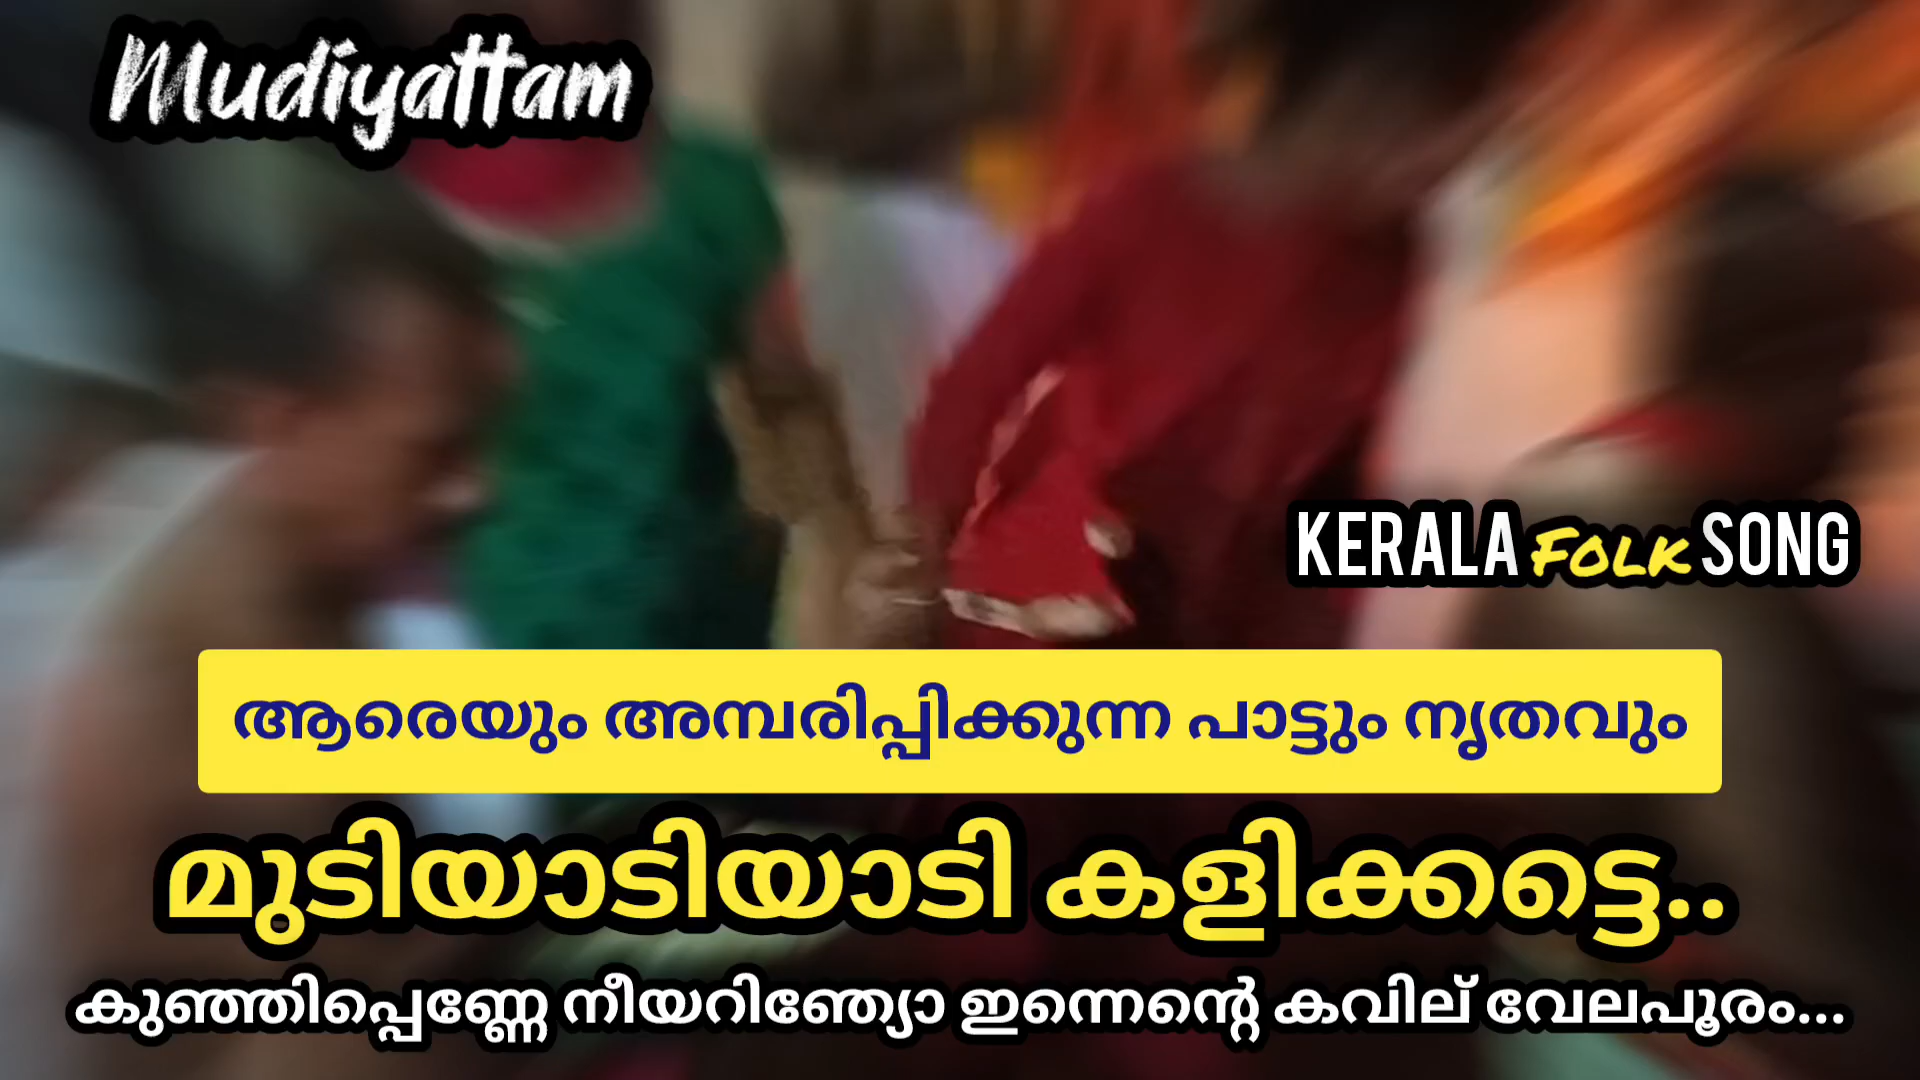 Mudiyattam
KERALA FOLK SONG
ആരെയും അമ്പരിപ്പിക്കുന്ന പാട്ടും നൃതവും
മുടിയാടിയാടി കളിക്കട്ടെ..
കുഞ്ഞിപ്പെണ്ണേ നീയറിഞ്ഞ്യോ ഇന്നെന്റെ കവില് വേലപൂരം...